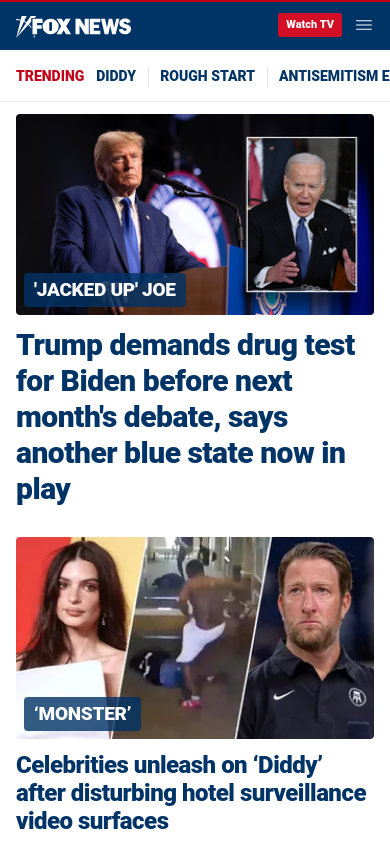 FOX NEWS
Watch TV
TRENDING DIDDY ROUGH START ANTISEMITISM E
'JACKED UP' JOE
Trump demands drug test
for Biden before next
month's debate, says
another blue state now in
play
‘MONSTER’
Celebrities unleash on ‘Diddy’
after disturbing hotel surveillance
video surfaces